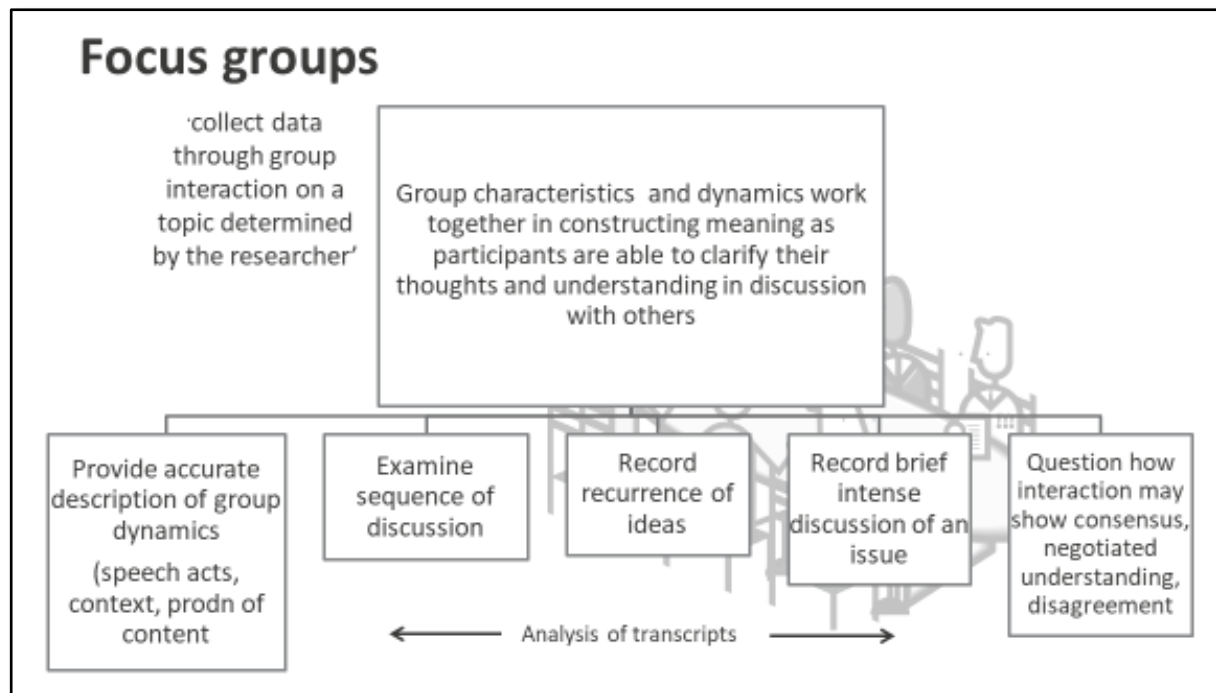 Focus groups
‘collect data
through group
interaction on a
topic determined
by the researcher’
Group characteristics and dynamics work
together in constructing meaning as
participants are able to clarify their
thoughts and understanding in discussion
with others
Provide accurate
description of group
dynamics
(speech acts,
context, prodn of
content
Examine
sequence of
discussion
Record
recurrence of
ideas
Record brief
intense
discussion of an
issue
Question how
interaction may
show consensus,
negotiated
understanding,
disagreement
Analysis of transcripts